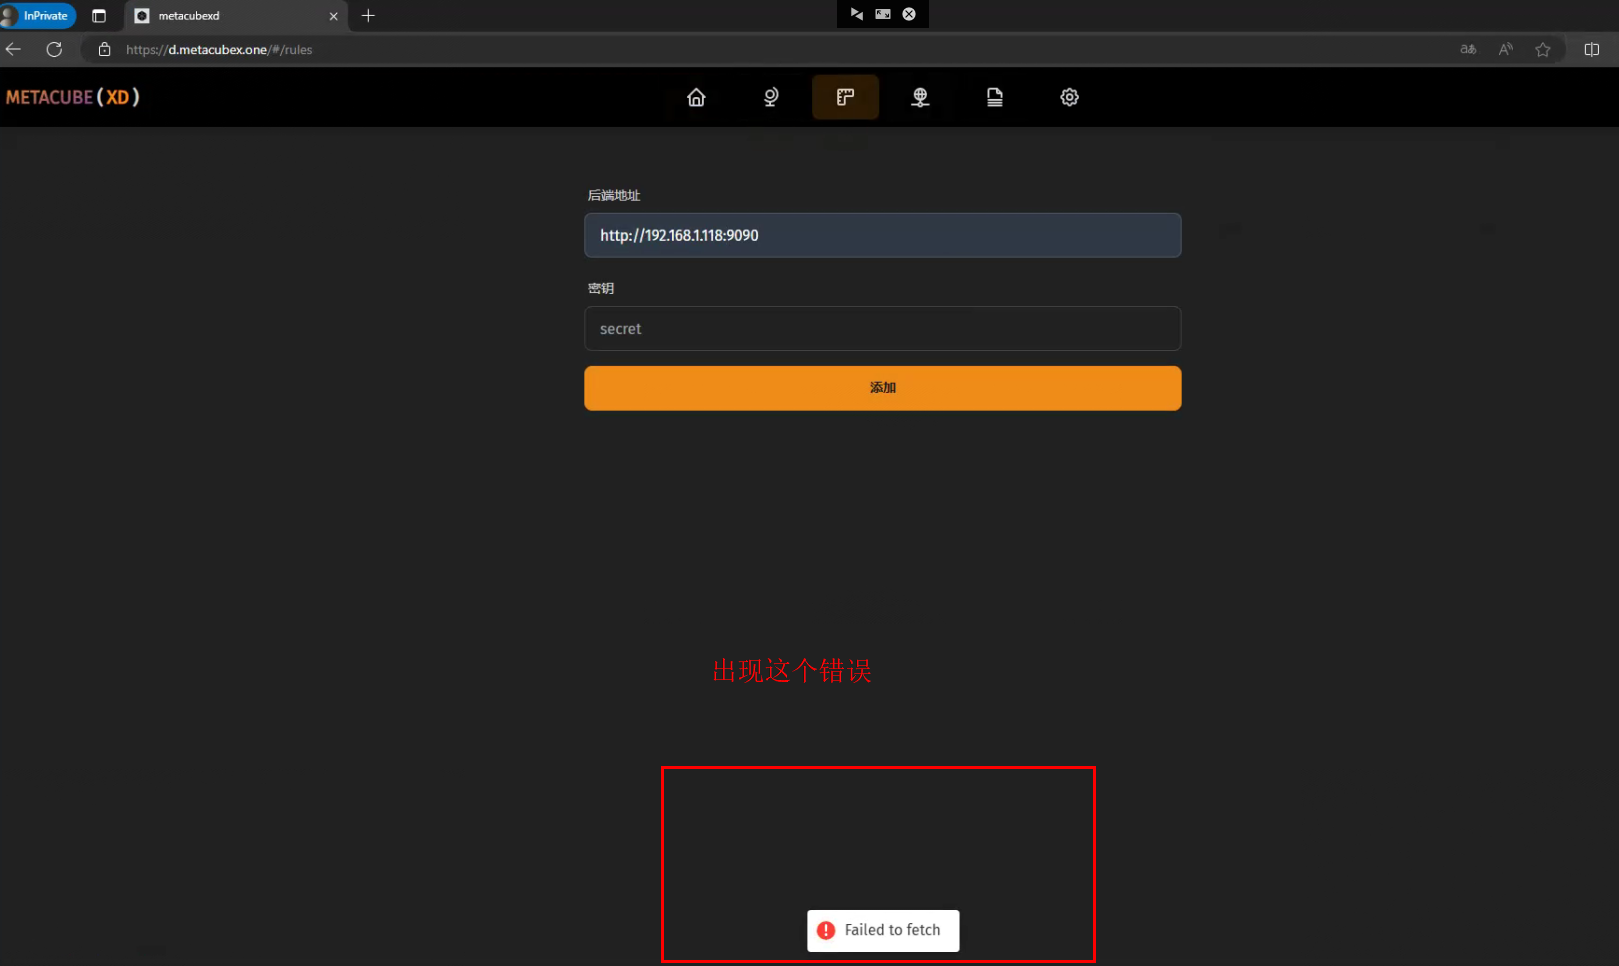 InPrivate
metacubexd
https://d.metacubex.one/#/rules
METACUBE(XD)
后端地址
http://192.168.1.118:9090
密钥
secret
添加
出现这个错误
Failed to fetch